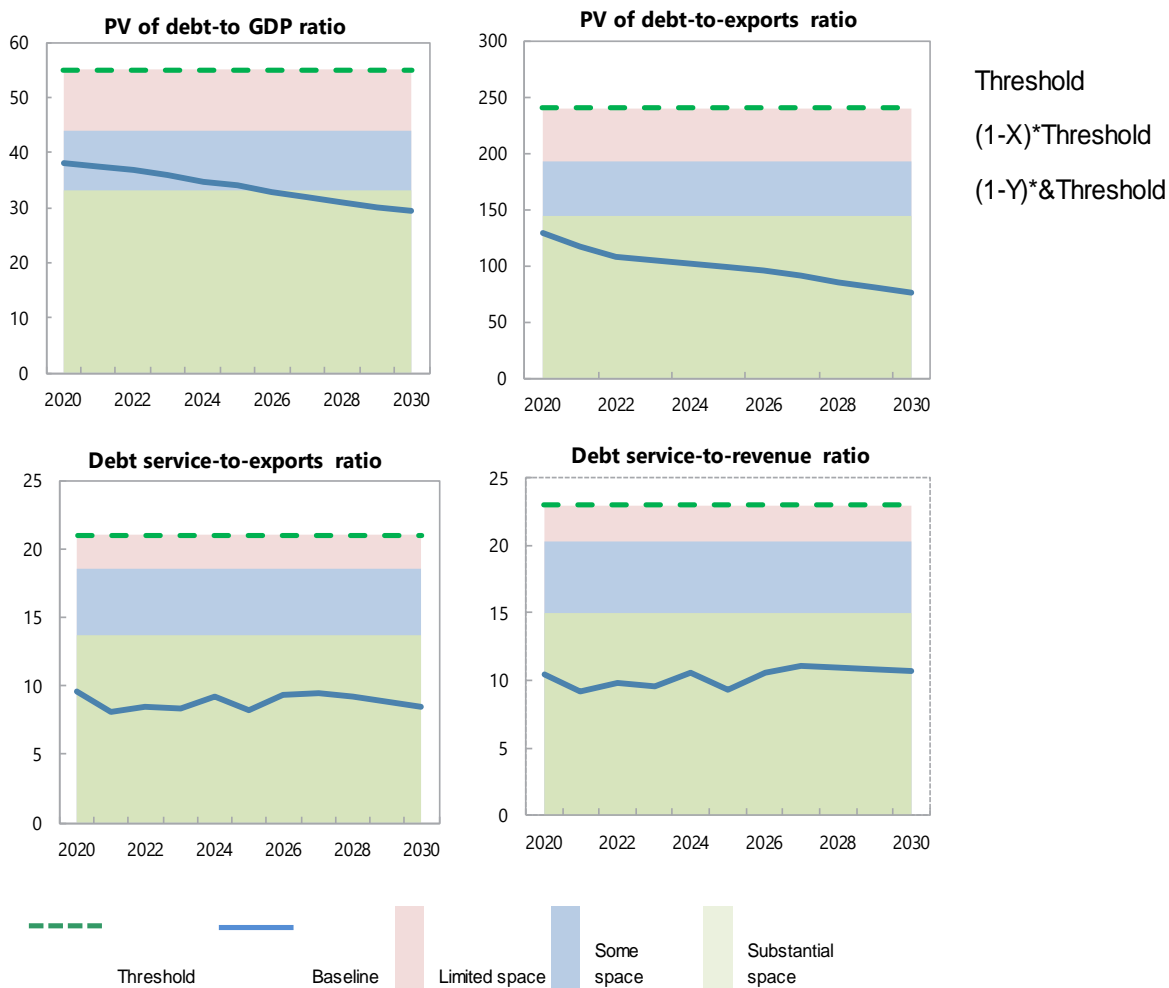 PV of debt-to GDP ratio
60
50
40
30
20
10
0
2020 2022 2024 2026 2028 2030
PV of debt-to-exports ratio
300
250
200
150
100
50
0
2020 2022 2024 2026 2028 2030
Threshold
(1-X)*Threshold
(1-Y)*&Threshold
Debt service-to-exports ratio
25
20
15
10
5
0
2020 2022 2024 2026 2028 2030
Debt service-to-revenue ratio
25
20
15
10
5
0
2020 2022 2024 2026 2028 2030
Threshold
Baseline
Limited space
Some
space
Substantial
space